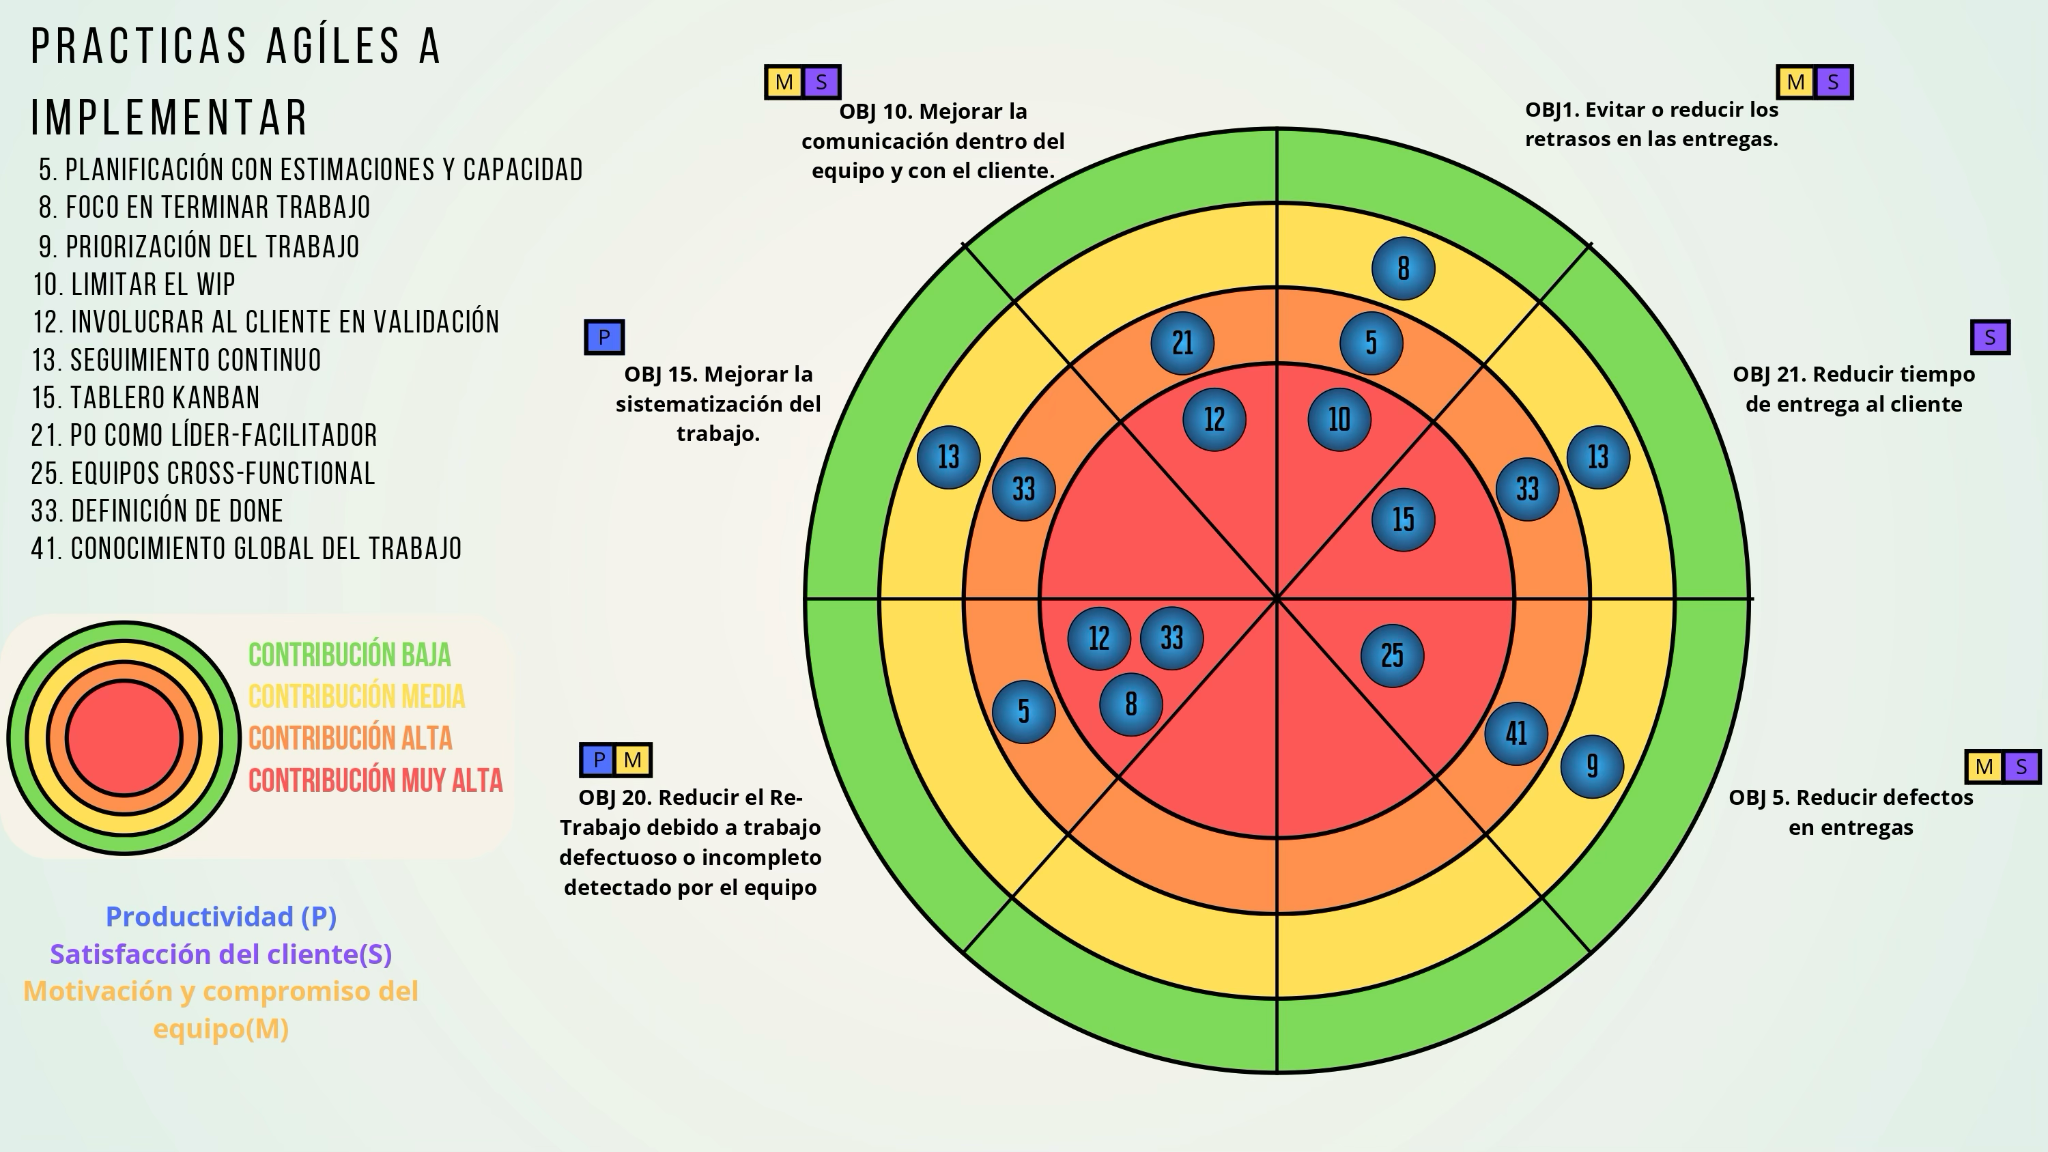 PRACTICAS AGÍLES A
IMPLEMENTAR
5. PLANIFICACIÓN CON ESTIMACIONES Y CAPACIDAD
8. FOCO EN TERMINAR TRABAJO
9. PRIORIZACIÓN DEL TRABAJO
10. LIMITAR EL WIP
12. INVOLUCRAR AL CLIENTE EN VALIDACIÓN
13. SEGUIMIENTO CONTINUO
15. TABLERO KANBAN
21. PO COMO LÍDER-FACILITADOR
25. EQUIPOS CROSS-FUNCTIONAL
33. DEFINICIÓN DE DONE
41. CONOCIMIENTO GLOBAL DEL TRABAJO
CONTRIBUCIÓN BAJA
CONTRIBUCIÓN MEDIA
CONTRIBUCIÓN ALTA
CONTRIBUCIÓN MUY ALTA
Productividad (P)
Satisfacción del cliente(S)
Motivación y compromiso del
equipo(M)
M S
OBJ 10. Mejorar la
comunicación dentro del
equipo y con el cliente.
M S
OBJ1. Evitar o reducir los
retrasos en las entregas.
P
OBJ 15. Mejorar la
sistematización del
trabajo.
S
OBJ 21. Reducir tiempo
de entrega al cliente
P M
OBJ 20. Reducir el Re-
Trabajo debido a trabajo
defectuoso o incompleto
detectado por el equipo
M S
OBJ 5. Reducir defectos
en entregas
8
21 5
12 10
13 13
33 33
15
12 33
25
8
5
41
9